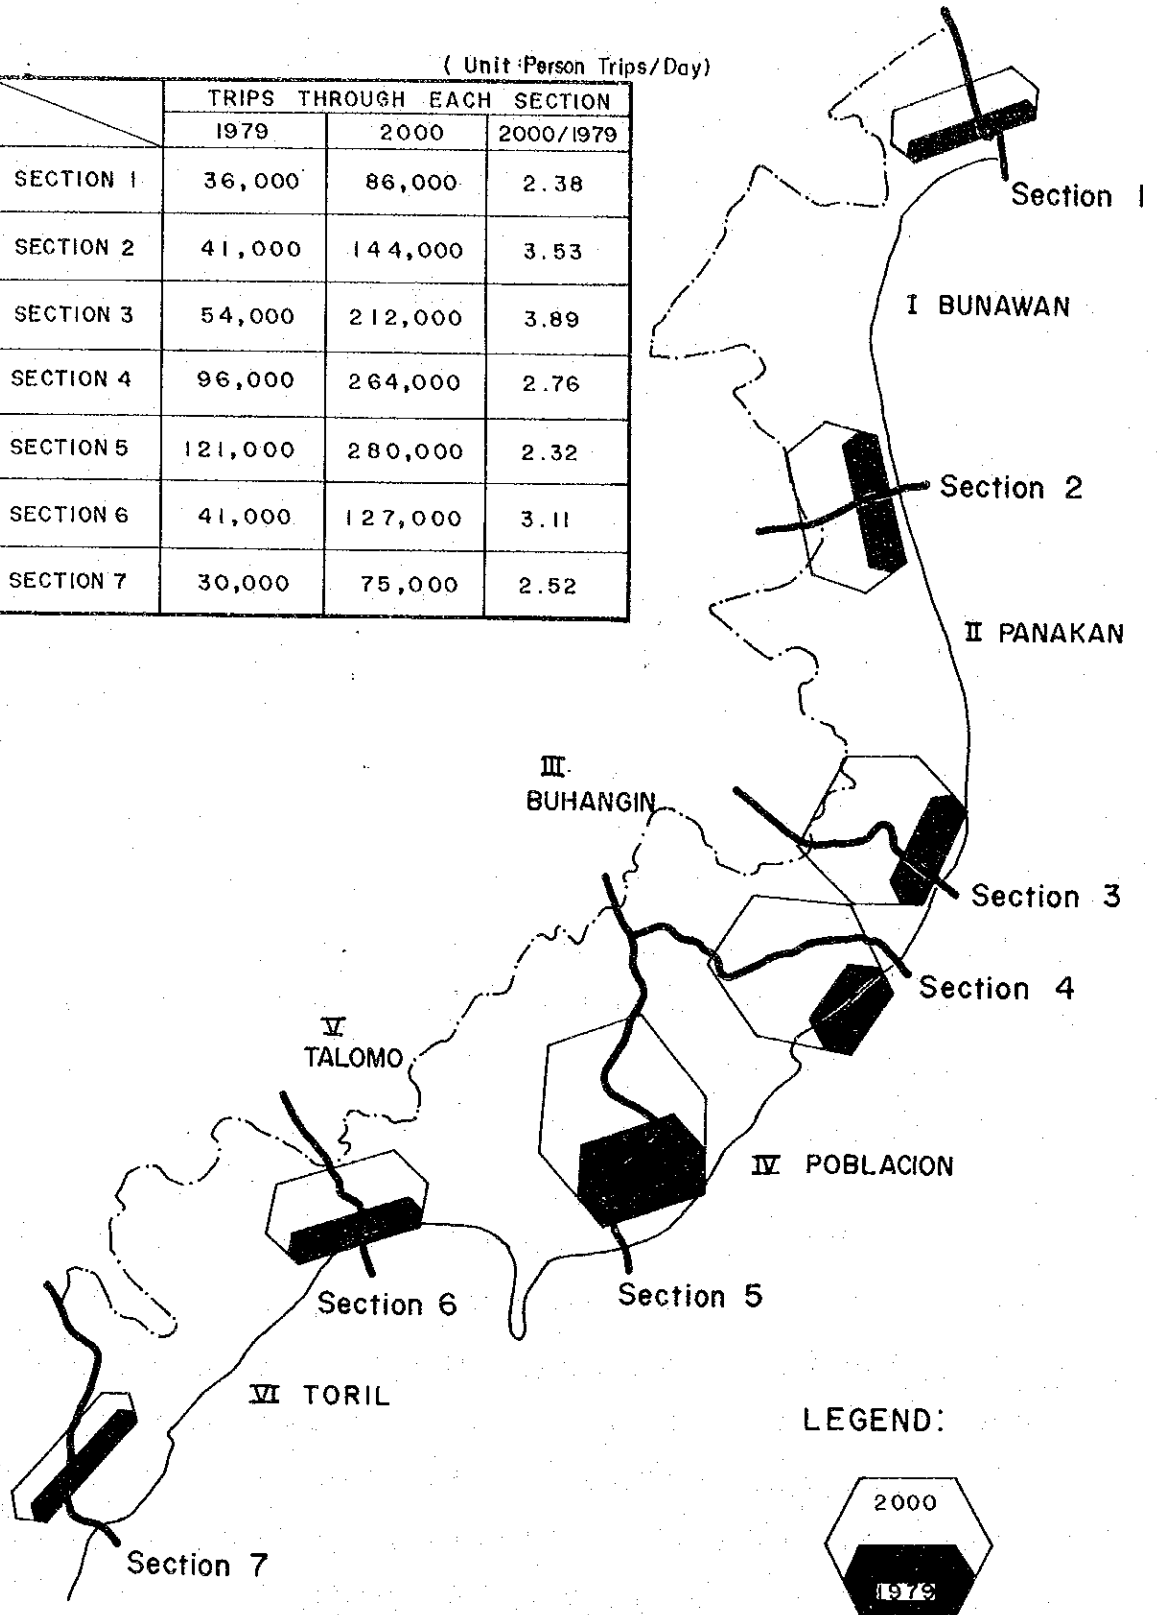 ( Unit:Person Trips/Day)
TRIPS THROUGH EACH SECTION
1979 2000 2000/1979
SECTION 1 36,000 86,000 2.38
SECTION 2 41,000 144,000 3.53
SECTION 3 54,000 212,000 3.89
SECTION 4 96,000 264,000 2.76
SECTION 5 121,000 280,000 2.32
SECTION 6 41,000 127,000 3.11
SECTION 7 30,000 75,000 2.52
Section 1
I BUNAWAN
Section 2
II PANAKAN
III
BUHANGIN
Section 3
Section 4
V
TALOMO
IV POBLACION
Section 6
Section 5
VI TORIL
Section 7
LEGEND:
2000
1979